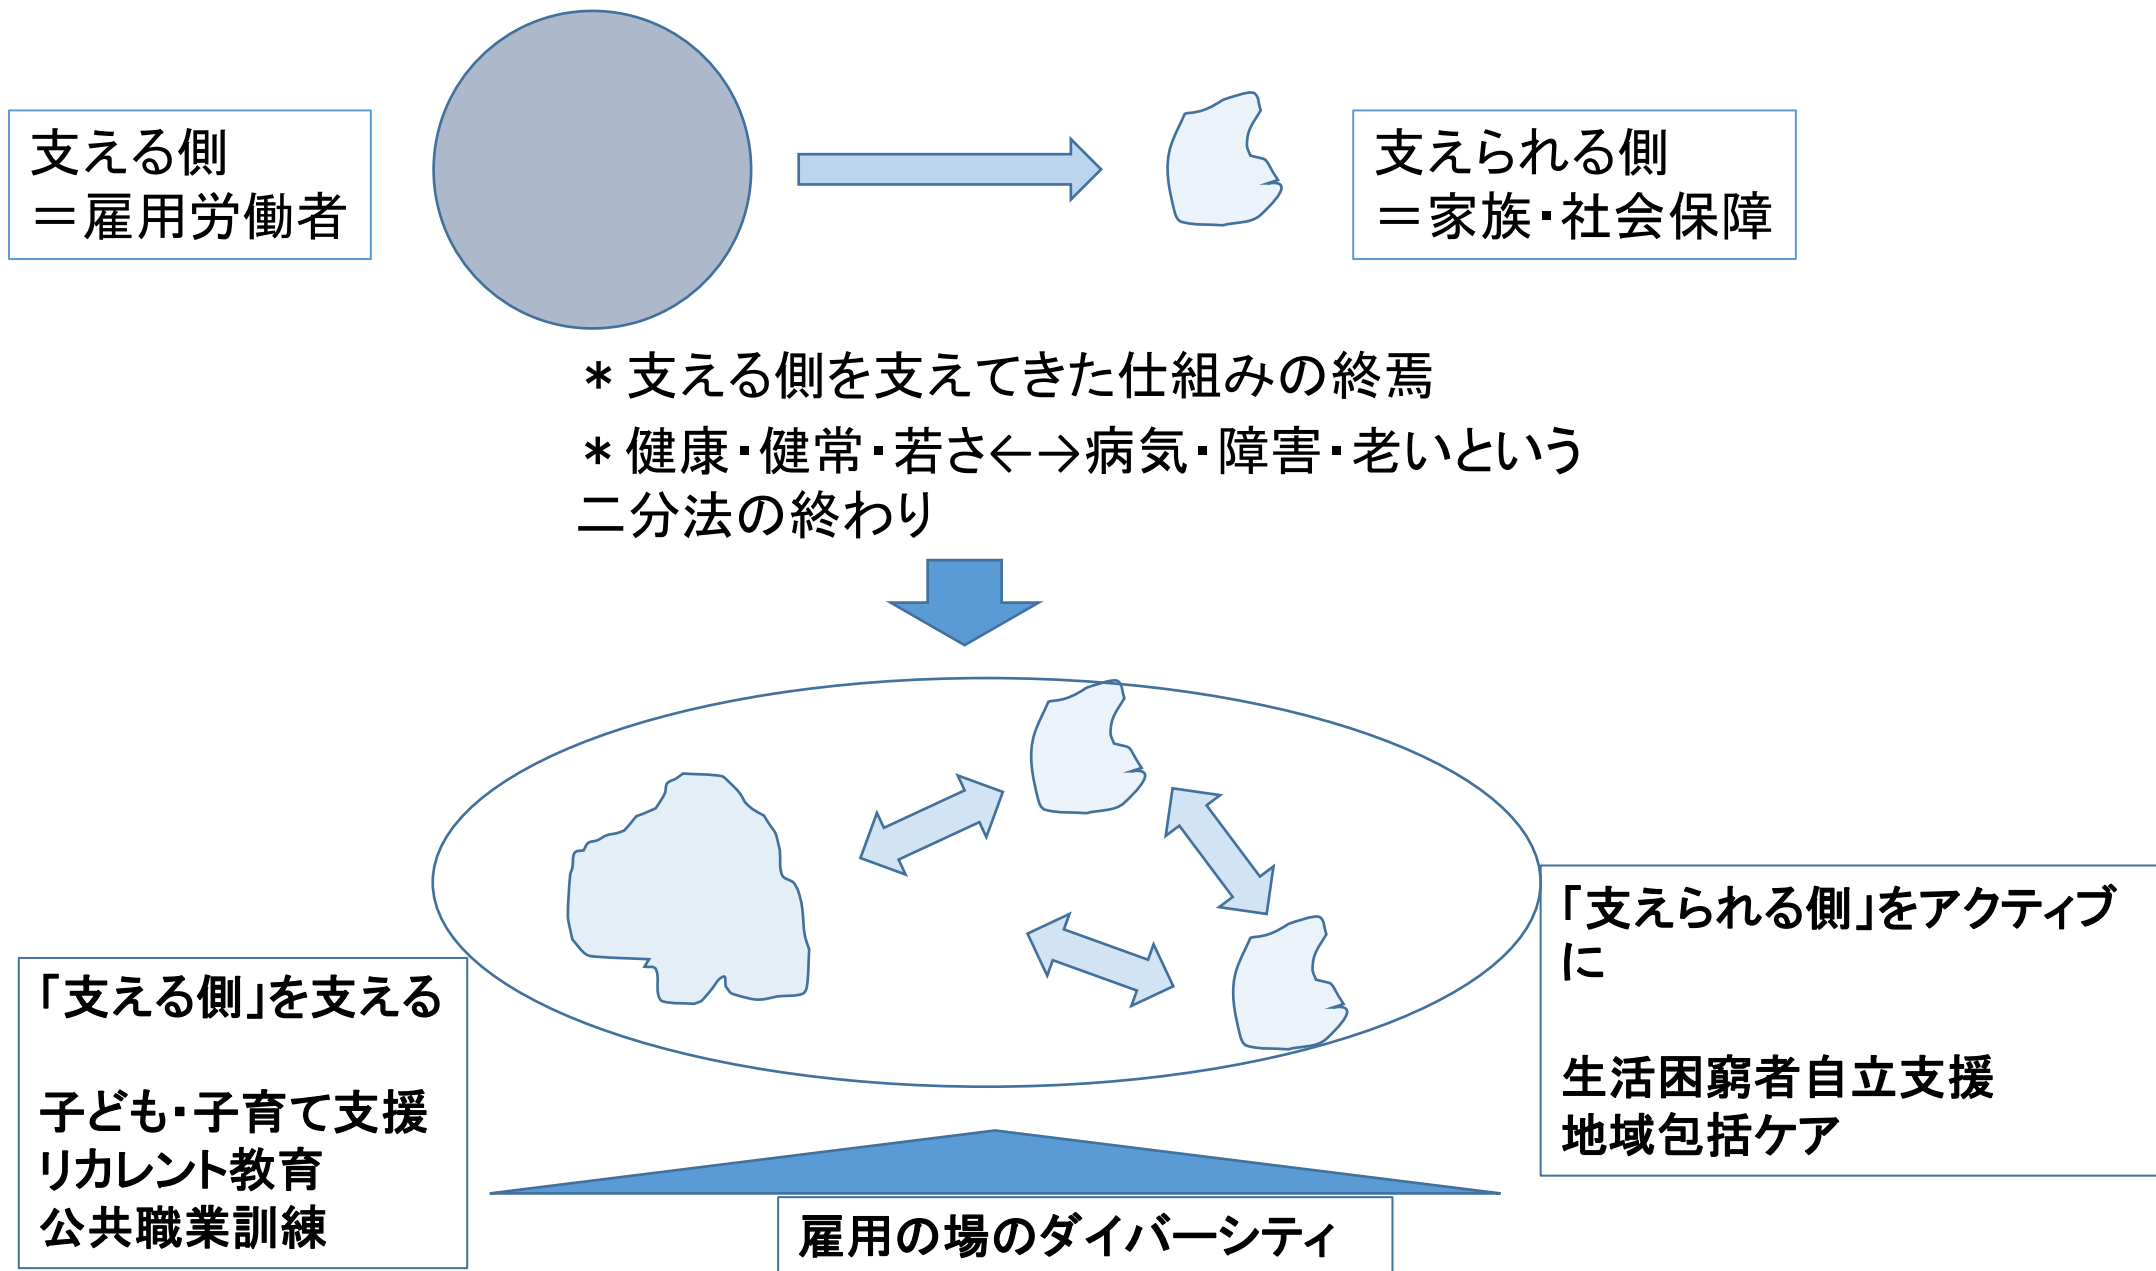 支える側
＝雇用労働者
支えられる側
＝家族・社会保障
＊支える側を支えてきた仕組みの終焉
＊健康・健常・若さ←→病気・障害・老いという
二分法の終わり
「支える側」を支える
子ども・子育て支援
リカレント教育
公共職業訓練
「支えられる側」をアクティブ
に
生活困窮者自立支援
地域包括ケア
雇用の場のダイバーシティ